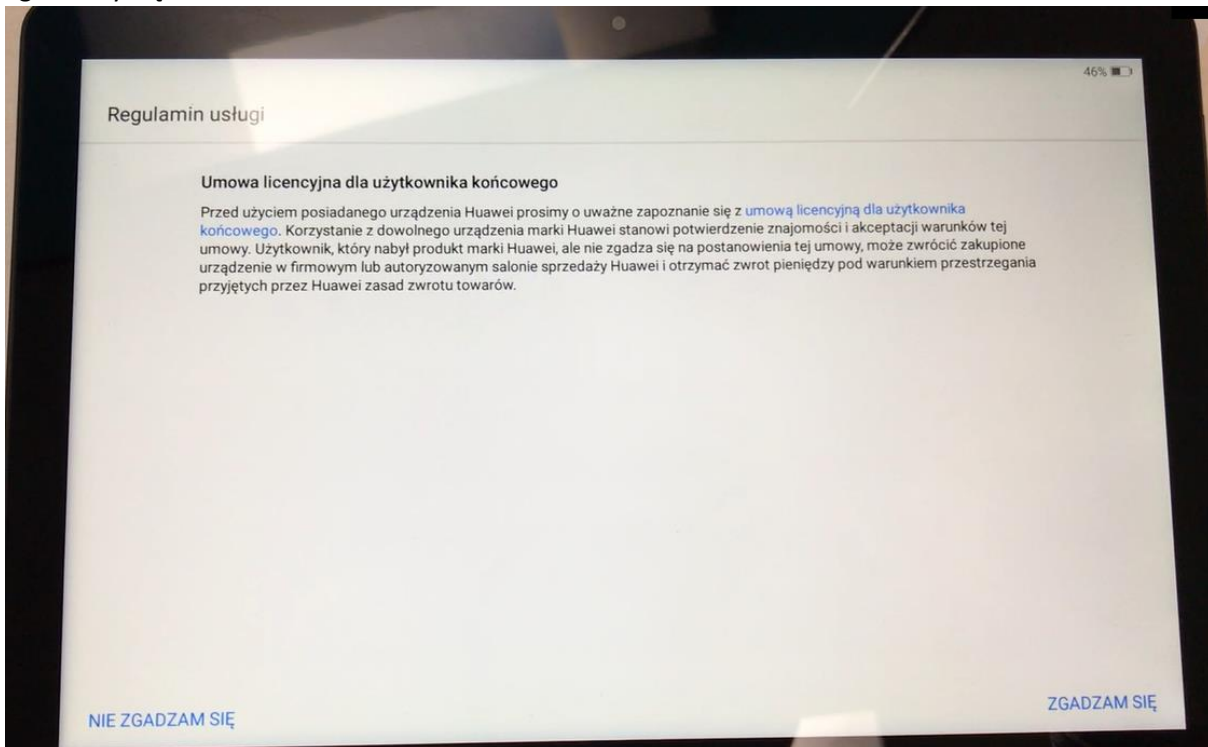 46%
Regulamin usługi
Umowa licencyjna dla użytkownika końcowego
Przed użyciem posiadanego urządzenia Huawei prosimy o uważne zapoznanie się z umową licencyjną dla użytkownika
końcowego. Korzystanie z dowolnego urządzenia marki Huawei stanowi potwierdzenie znajomości i akceptacji warunków tej
umowy. Użytkownik, który nabył produkt marki Huawei, ale nie zgadza się na postanowienia tej umowy, może zwrócić zakupione
urządzenie w firmowym lub autoryzowanym salonie sprzedaży Huawei i otrzymać zwrot pieniędzy pod warunkiem przestrzegania
przyjętych przez Huawei zasad zwrotu towarów.
NIE ZGADZAM SIĘ
ZGADZAM SIĘ